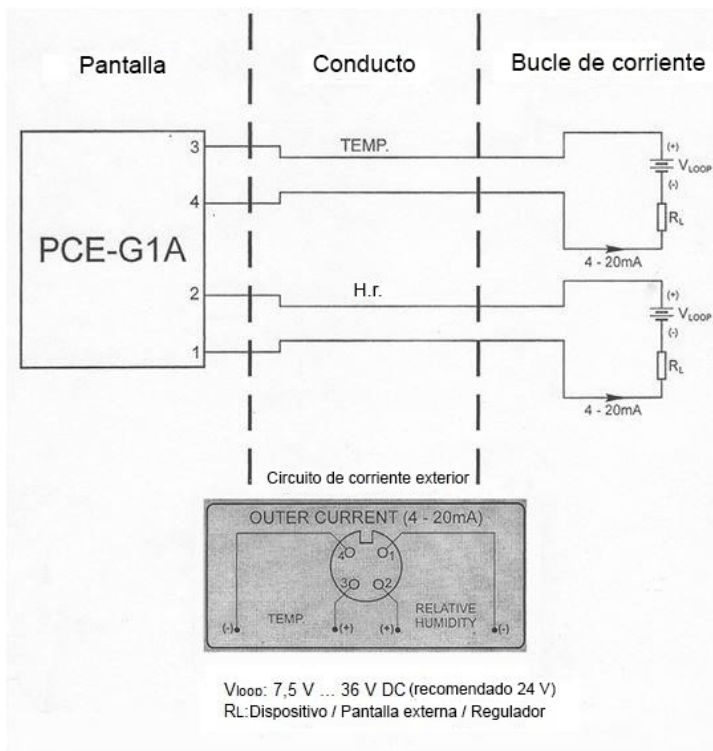 Pantalla
Conducto
Bucle de corriente
3
TEMP.
(+)
VLOOP
(-)
4
RL
PCE-G1A
4 - 20mA
2
H.r.
(+)
VLOOP
(-)
1
RL
4 - 20mA
Circuito de corriente exterior
OUTER CURRENT (4 - 20mA)
4
1
3
2
TEMP.
RELATIVE
HUMIDITY
(-)
(+)
(+)
(-)
Vloop: 7,5 V ... 36 V DC (recomendado 24 V)
RL:Dispositivo / Pantalla externa / Regulador